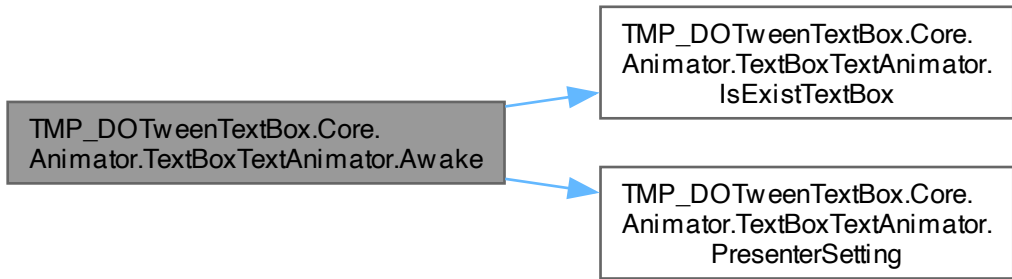 TMP_DOTweenTextBox.Core.
Animator.TextBoxTextAnimator.Awake
TMP_DOTweenTextBox.Core.
Animator.TextBoxTextAnimator.
IsExistTextBox
TMP_DOTweenTextBox.Core.
Animator.TextBoxTextAnimator.
PresenterSetting